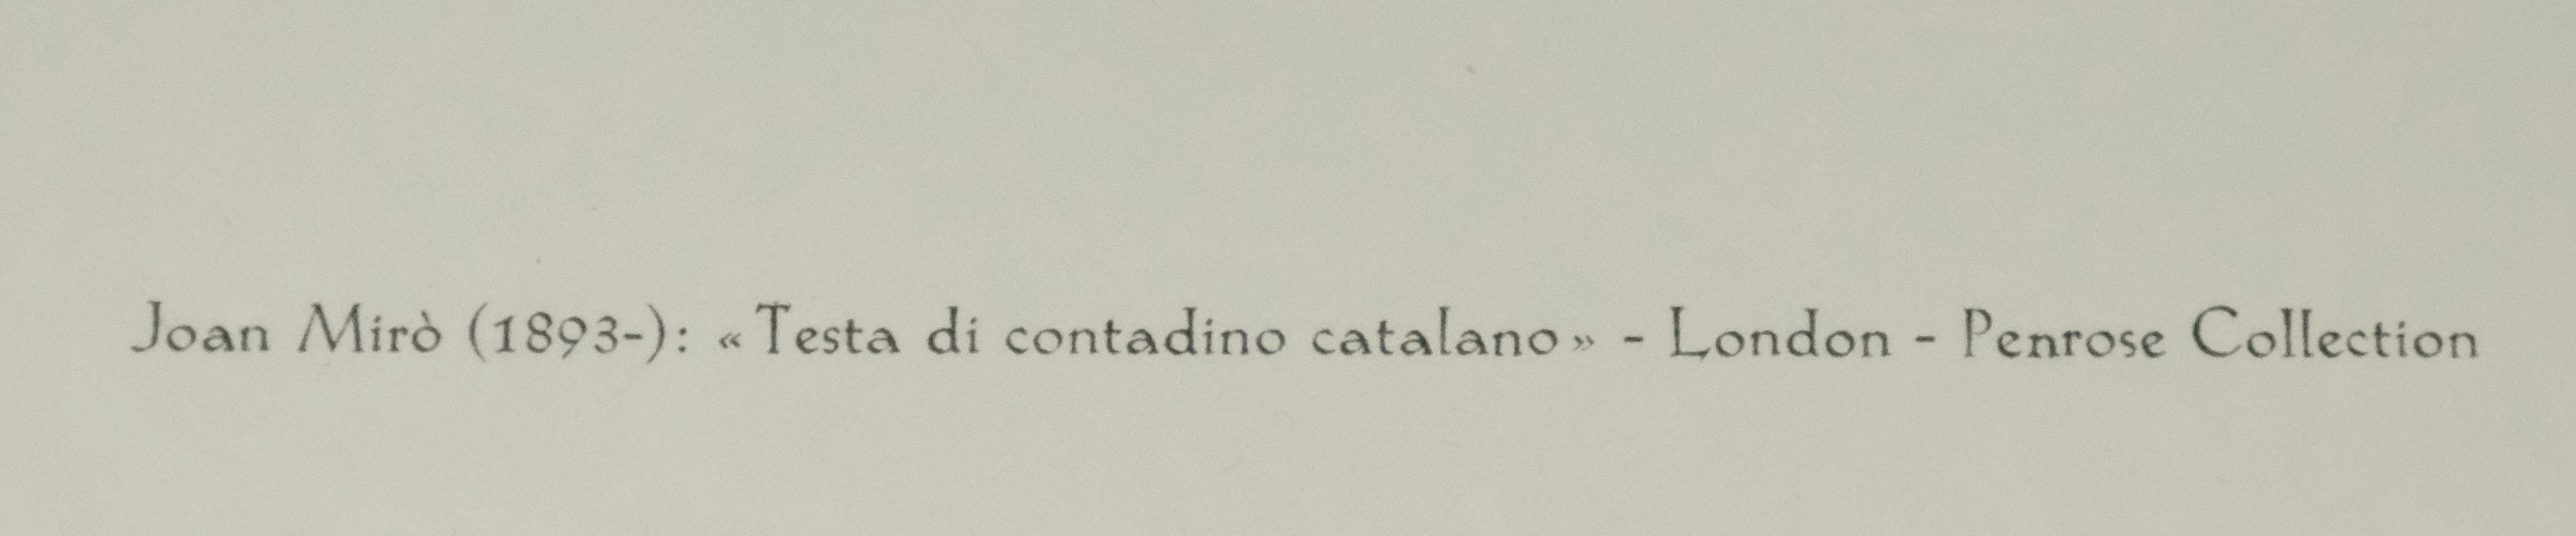 Joan Mirò (1893-): «Testa di contadino catalano» - London - Penrose Collection